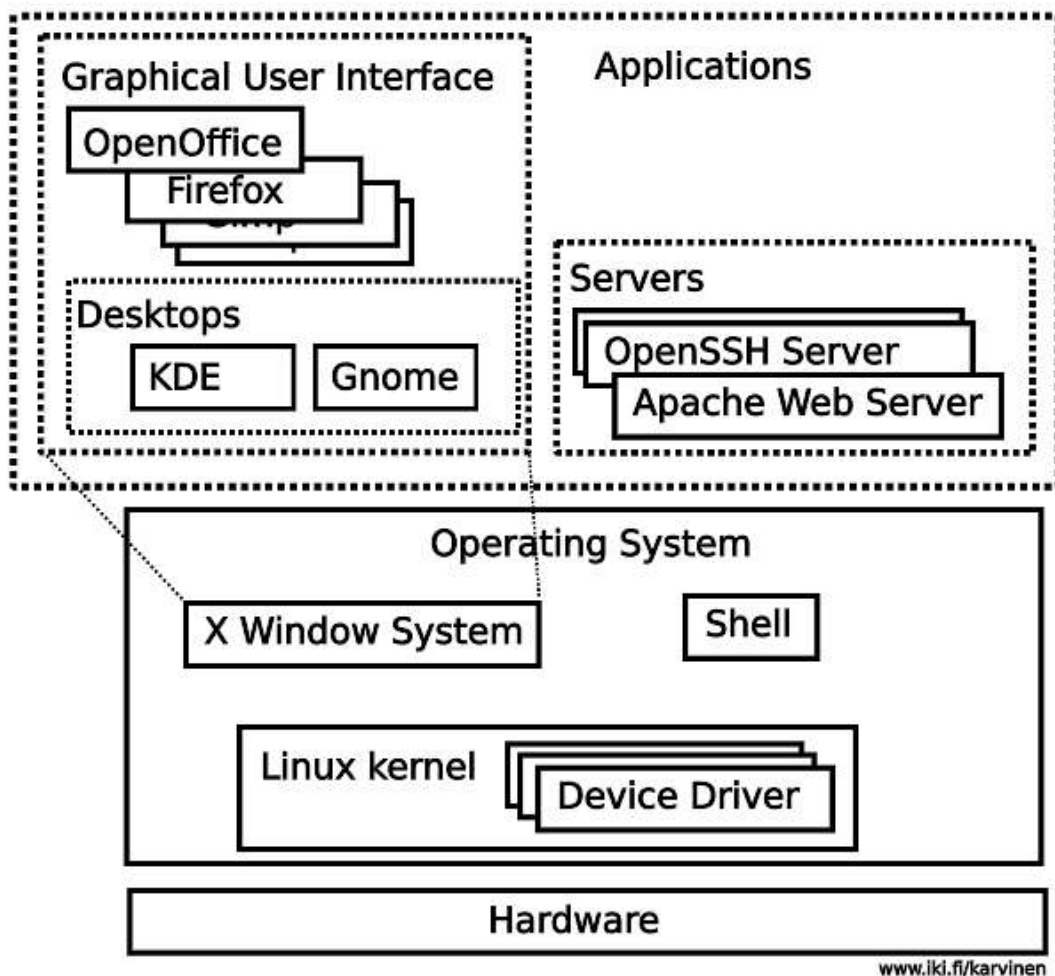 Graphical User Interface
Applications
OpenOffice
Firefox
Gimp
Servers
Desktops
OpenSSH Server
KDE
Gnome
Apache Web Server
Operating System
X Window System
Shell
Linux kernel
Device Driver
Hardware
www.iki.fi/karvinen